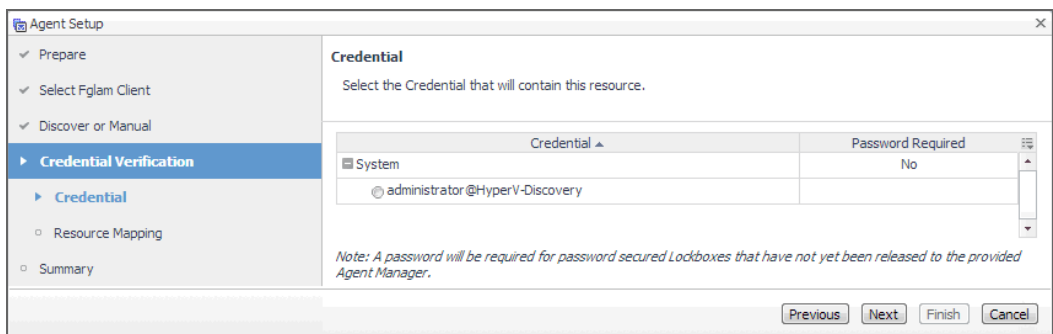 Agent Setup
Prepare
Select Fglam Client
Discover or Manual
Credential Verification
Credential
Resource Mapping
Summary
Credential
Select the Credential that will contain this resource.
Credential Password Required
System No
administrator@HyperV-Discovery
Note: A password will be required for password secured Lockboxes that have not yet been released to the provided
Agent Manager.
Previous Next Finish Cancel